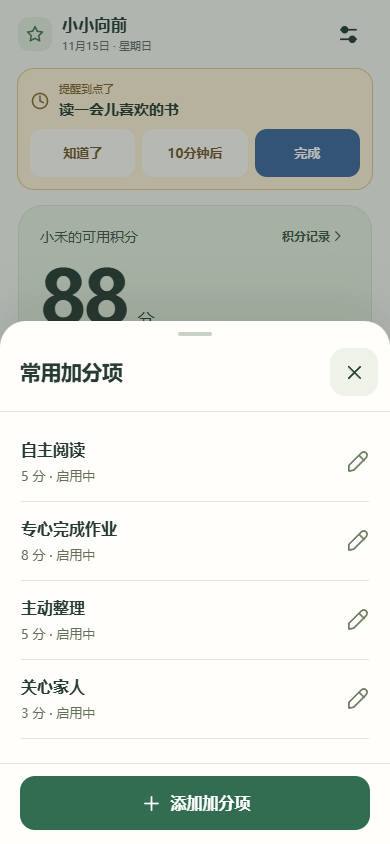 小小向前
11月15日 · 星期日
提醒到点了
读一会儿喜欢的书
知道了
10分钟后
完成
小禾的可用积分
积分记录
88 分
常用加分项
自主阅读
5 分 · 启用中
专心完成作业
8 分 · 启用中
主动整理
5 分 · 启用中
关心家人
3 分 · 启用中
添加加分项